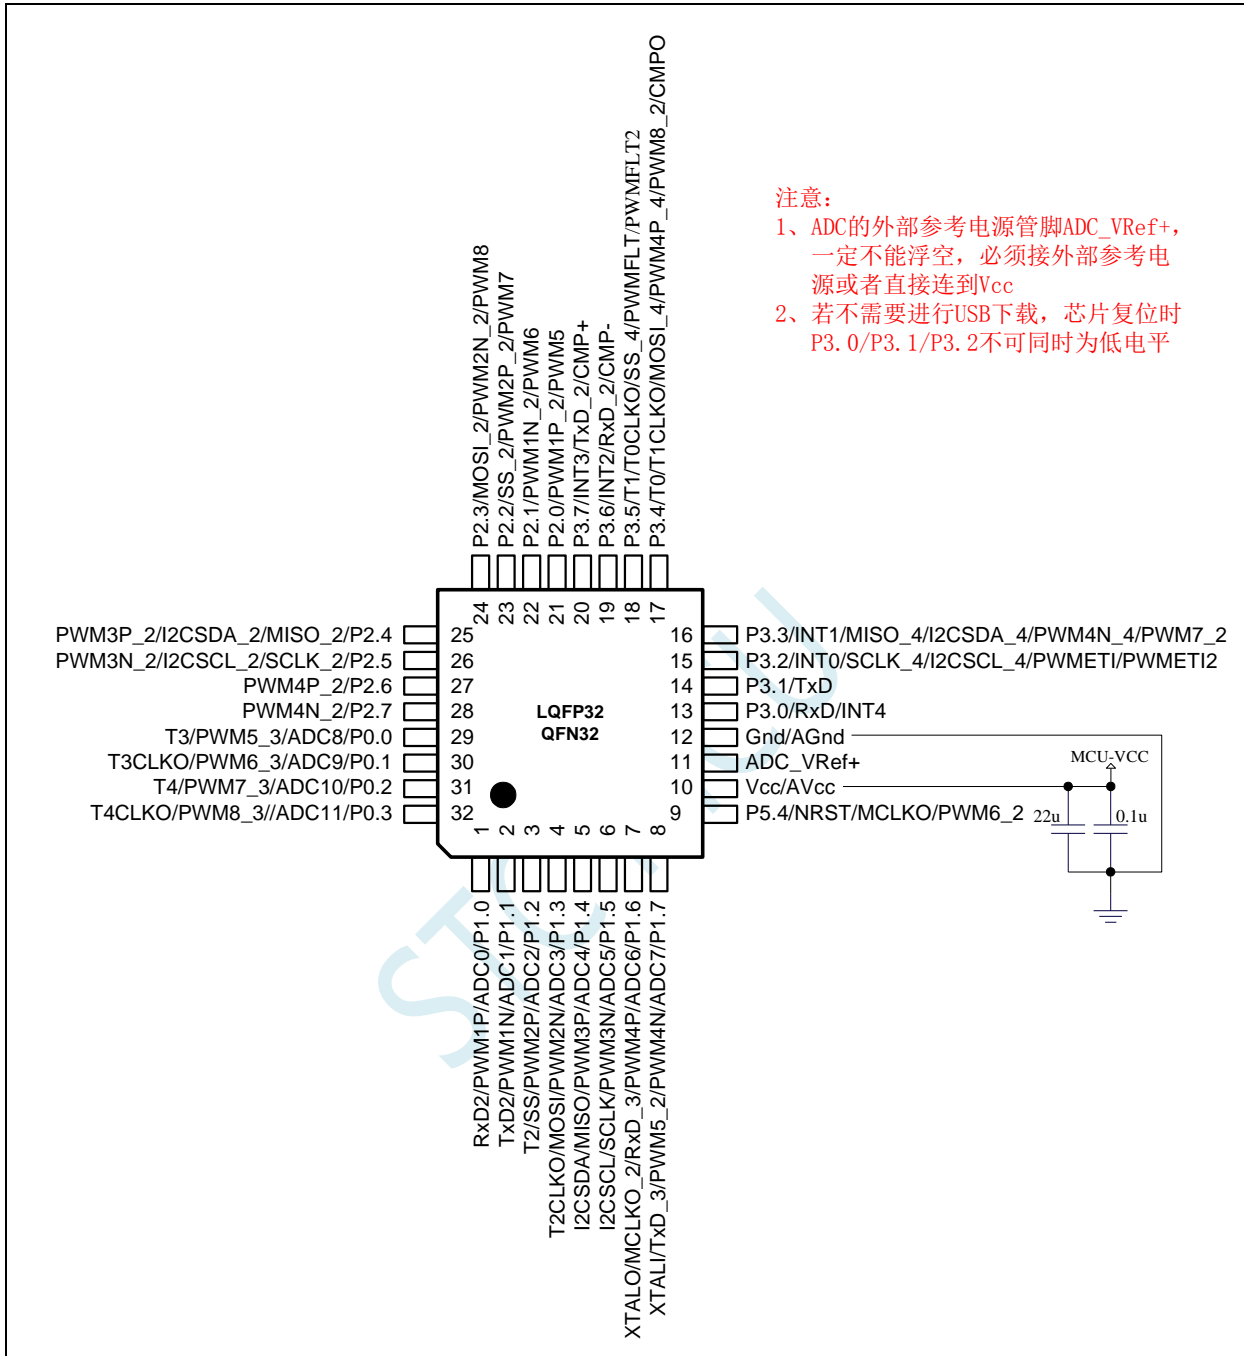 P2.3/MOSI_2/PWM2N_2/PWM8
P2.2/SS_2/PWM2P_2/PWM7
P2.1/PWM1N_2/PWM6
P2.0/PWM1P_2/PWM5
P3.7/INT3/TxD_2/CMP+
P3.6/INT2/RxD_2/CMP-
P3.5/T1/T0CLKO/SS_4/PWMFLT/PWMFLT2
P3.4/T0/T1CLKO/MOSI_4/PWM4P_4/PWM8_2/CMPO
注意：
1、ADC的外部参考电源管脚ADC_VRef+，
一定不能浮空，必须接外部参考电
源或者直接连到Vcc
2、若不需要进行USB下载，芯片复位时
P3.0/P3.1/P3.2不可同时为低电平
24
23
22
21
20
19
18
17
PWM3P_2/I2CSDA_2/MISO_2/P2.4
25
PWM3N_2/I2CSCL_2/SCLK_2/P2.5
26
PWM4P_2/P2.6
27
PWM4N_2/P2.7
28
T3/PWM5_3/ADC8/P0.0
29
T3CLKO/PWM6_3/ADC9/P0.1
30
T4/PWM7_3/ADC10/P0.2
31
T4CLKO/PWM8_3//ADC11/P0.3
32
LQFP32
QFN32
16
P3.3/INT1/MISO_4/I2CSDA_4/PWM4N_4/PWM7_2
15
P3.2/INT0/SCLK_4/I2CSCL_4/PWMETI/PWMETI2
14
P3.1/TxD
13
P3.0/RxD/INT4
12
Gnd/AGnd
11
ADC_VRef+
10
Vcc/AVcc
9
P5.4/NRST/MCLKO/PWM6_2
MCU-VCC
22u
0.1u
1
2
3
4
5
6
7
8
RxD2/PWM1P/ADC0/P1.0
TxD2/PWM1N/ADC1/P1.1
T2/SS/PWM2P/ADC2/P1.2
T2CLKO/MOSI/PWM2N/ADC3/P1.3
I2CSDA/MISO/PWM3P/ADC4/P1.4
I2CSCL/SCLK/PWM3N/ADC5/P1.5
XTALO/MCLKO_2/RxD_3/PWM4P/ADC6/P1.6
XTALI/TxD_3/PWM5_2/PWM4N/ADC7/P1.7